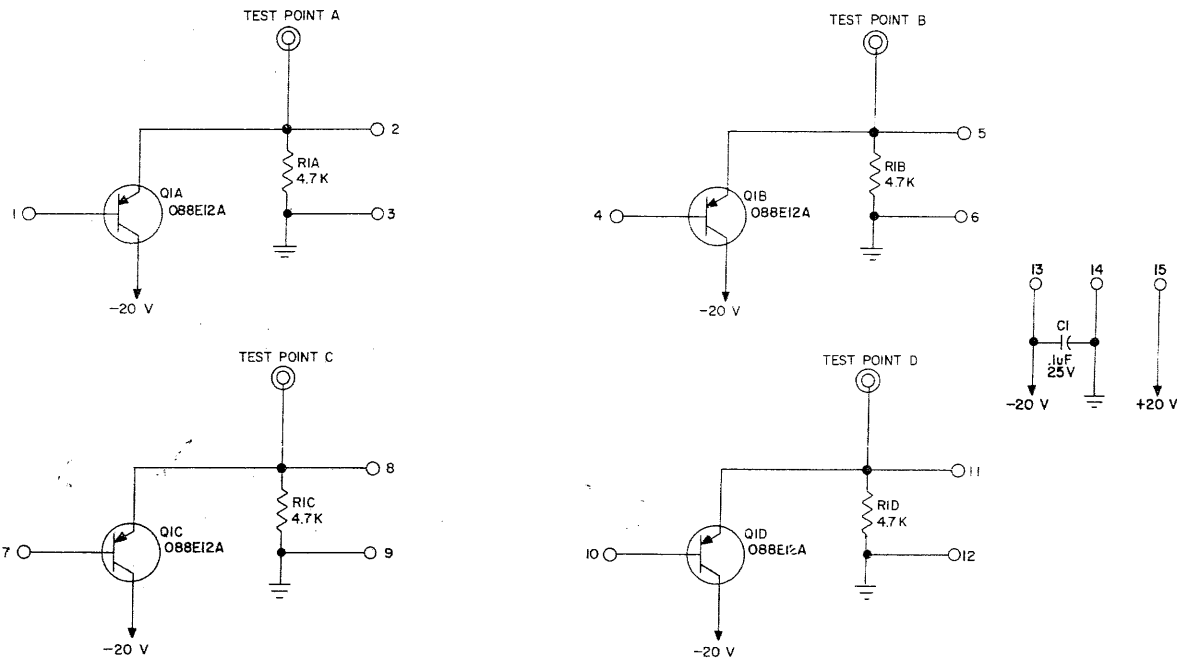 TEST POINT A
2
R1A
4.7K
Q1A
088E12A
1
3
-20 V
TEST POINT B
5
R1B
4.7K
Q1B
088E12A
4
6
-20 V
TEST POINT C
8
R1C
4.7K
Q1C
088E12A
7
9
-20 V
TEST POINT D
11
R1D
4.7K
Q1D
088E12A
10
12
-20 V
13
14
15
C1
.1uF
25V
-20 V
+20 V